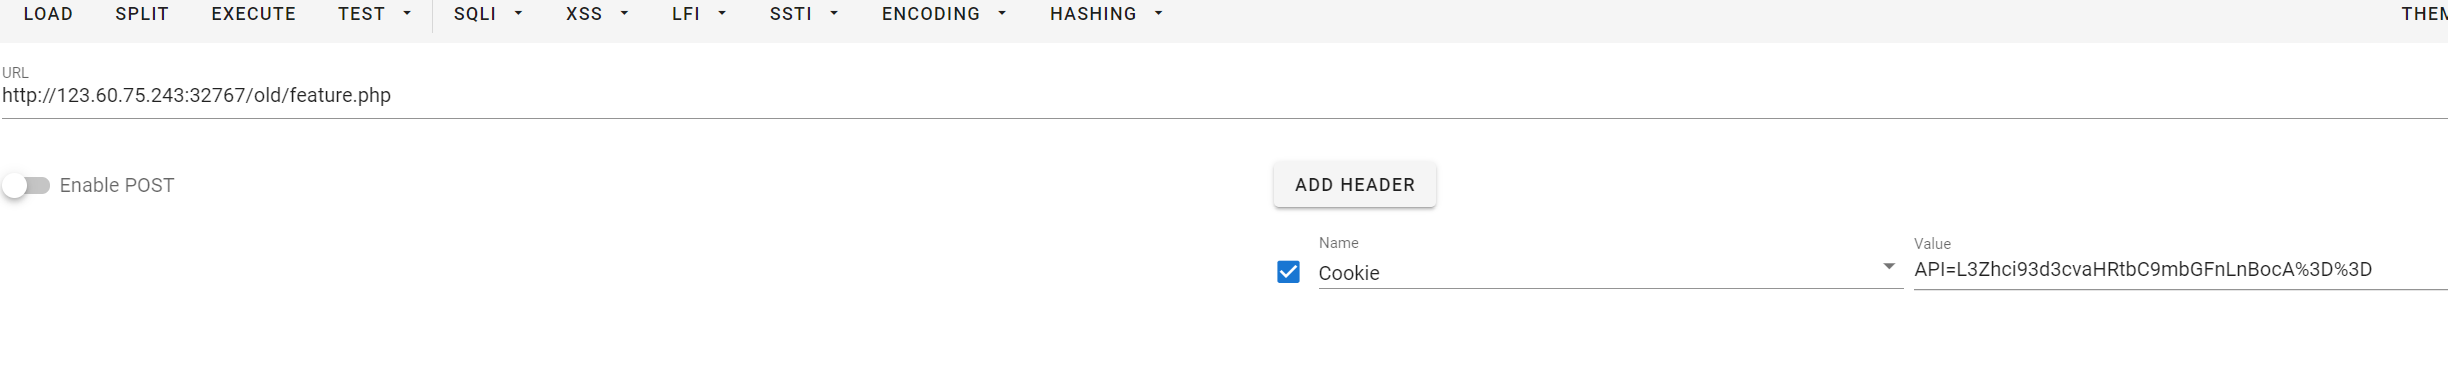 LOAD SPLIT EXECUTE TEST SQLI XSS LFI SSTI ENCODING HASHING
URL
http://123.60.75.243:32767/old/feature.php
Enable POST
ADD HEADER
Name
Value
Cookie
API=L3Zhci93d3cvaHRtbC9mbGFnLnBocA%3D%3D